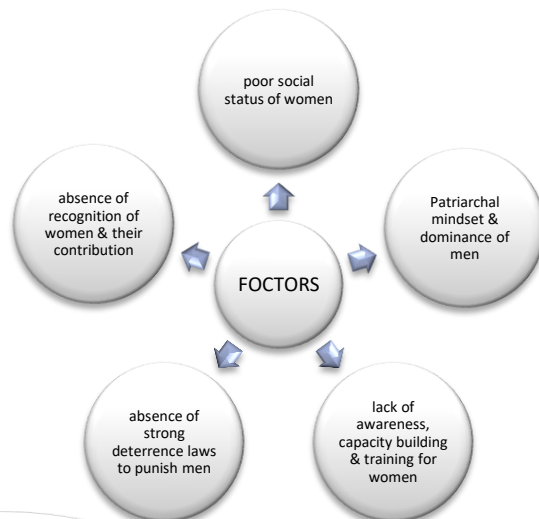 poor social
status of women
Patriarchal
mindset &
dominance of
men
lack of
awareness,
capacity building
& training for
women
absence of
strong
deterrence laws
to punish men
absence of
recognition of
women & their
contribution
FOCTORS